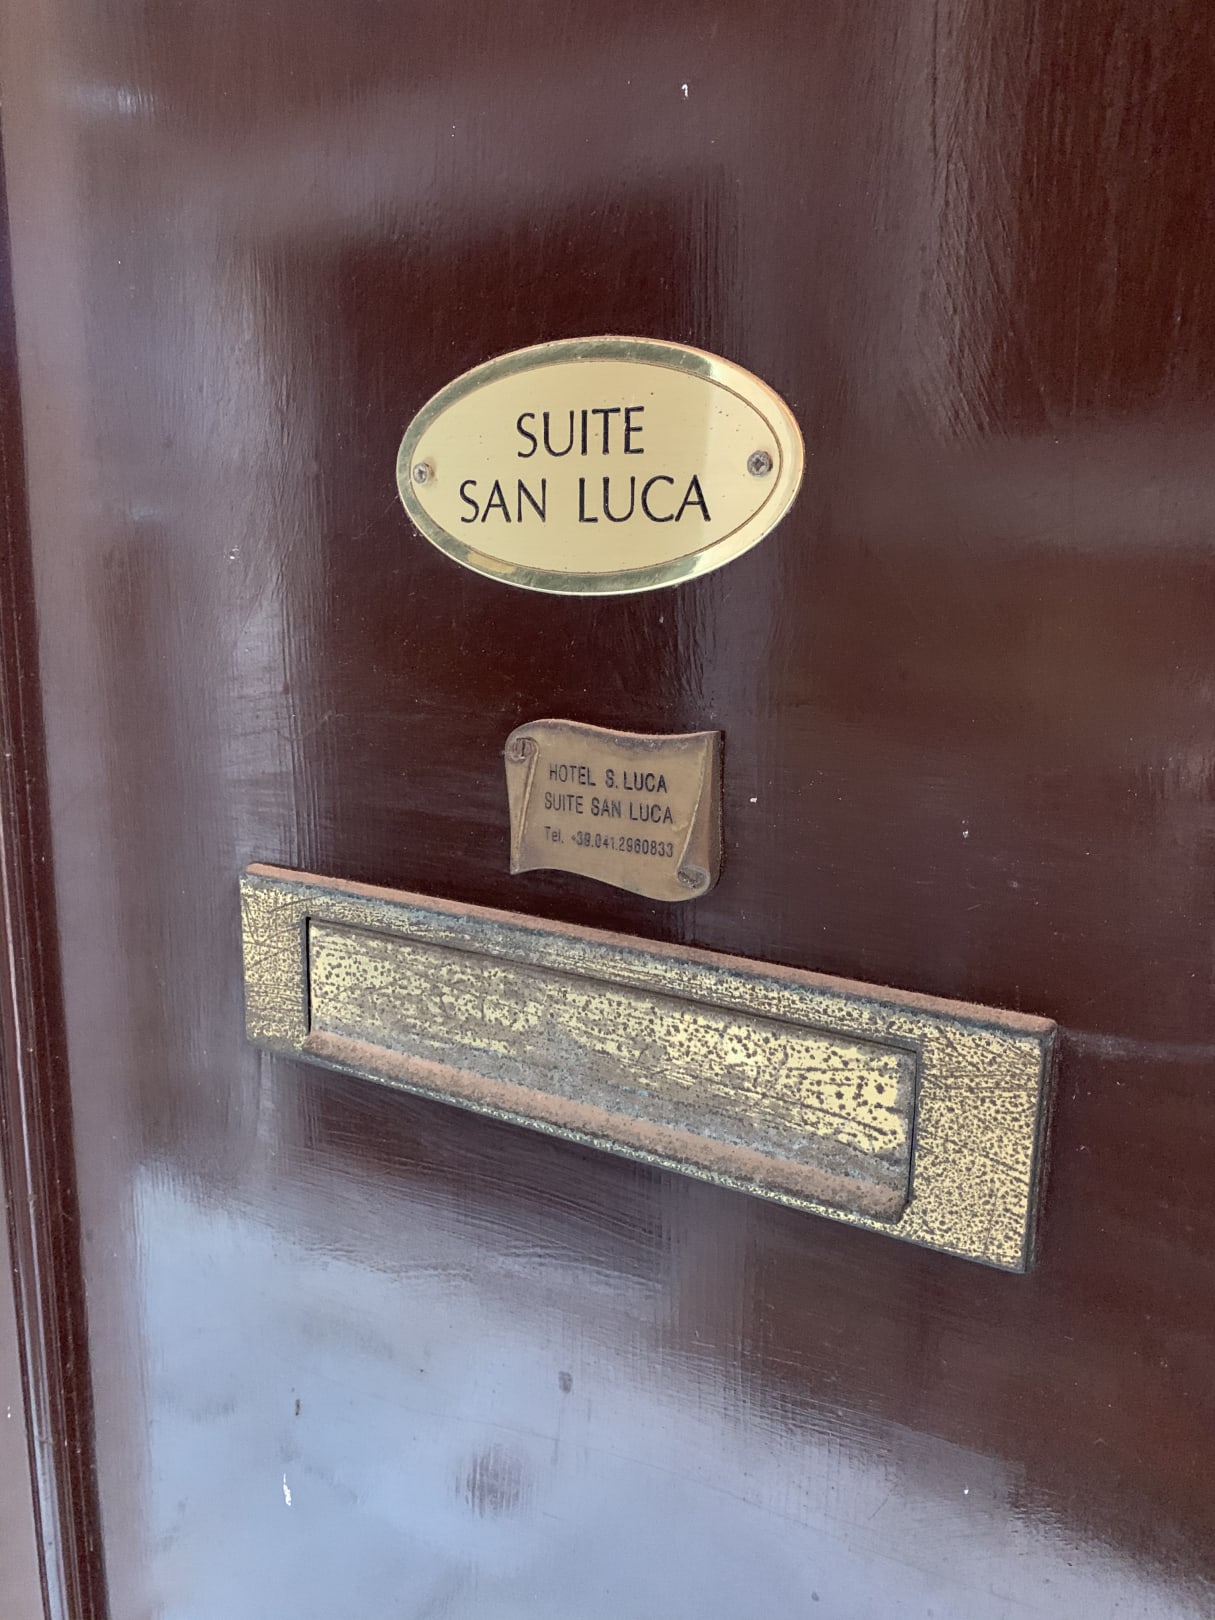 SUITE
SAN LUCA
HOTEL S. LUCA
SUITE SAN LUCA
Tel. +39.041.2960833